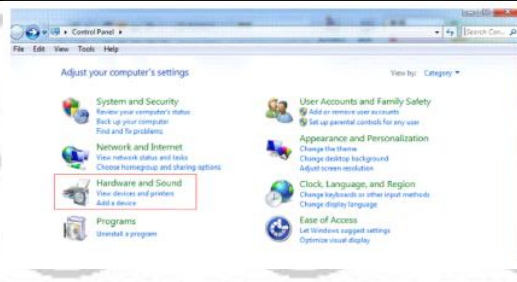 Control Panel
Search Con...
File Edit View Tools Help
Adjust your computer's settings
View by: Category
System and Security
Review your computer's status
Back up your computer
Find and fix problems
Network and Internet
View network status and tasks
Choose homegroup and sharing options
Hardware and Sound
View devices and printers
Add a device
Programs
Uninstall a program
User Accounts and Family Safety
Add or remove user accounts
Set up parental controls for any user
Appearance and Personalization
Change the theme
Change desktop background
Adjust screen resolution
Clock, Language, and Region
Change keyboards or other input methods
Change display language
Ease of Access
Let Windows suggest settings
Optimize visual display